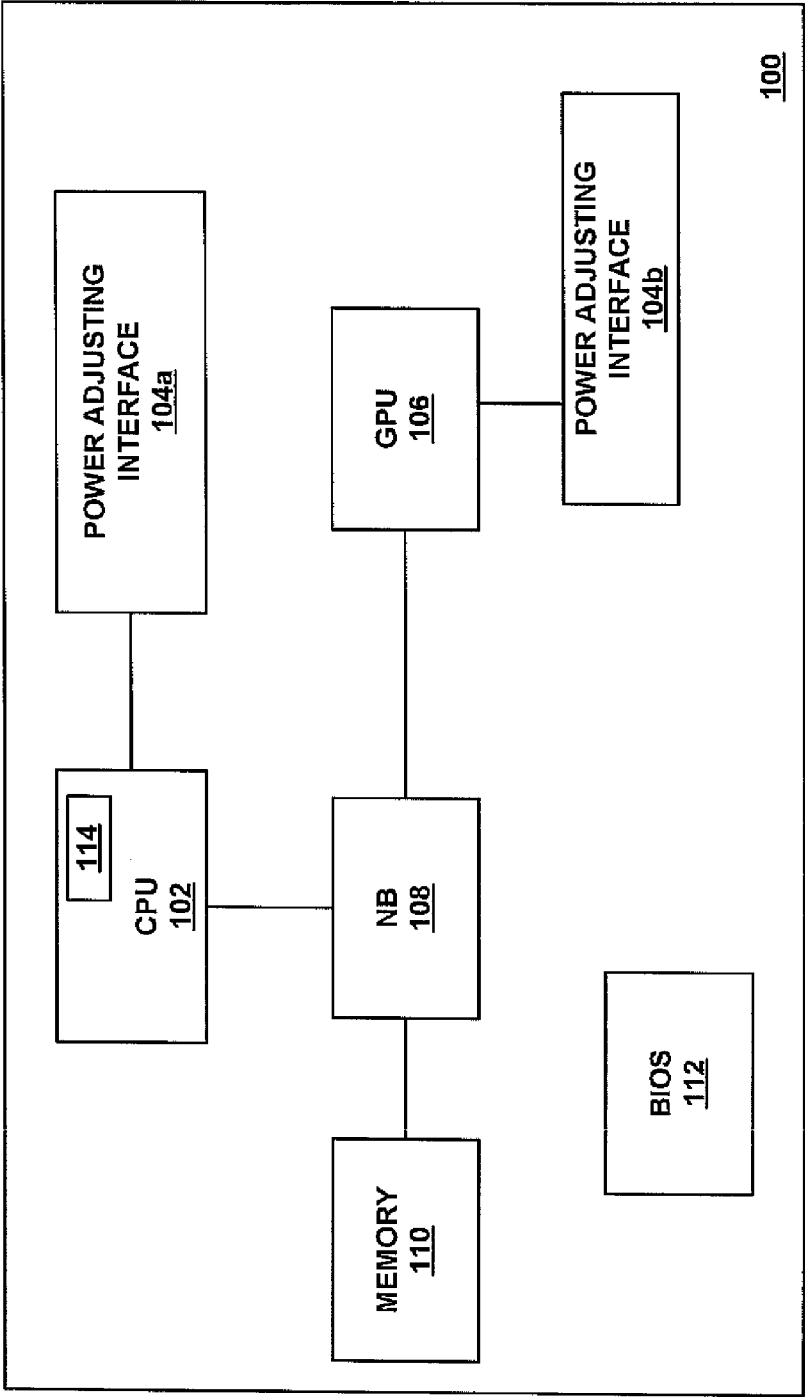 POWER ADJUSTING
INTERFACE
104a
114
CPU
102
MEMORY
110
NB
108
GPU
106
BIOS
112
POWER ADJUSTING
INTERFACE
104b
100